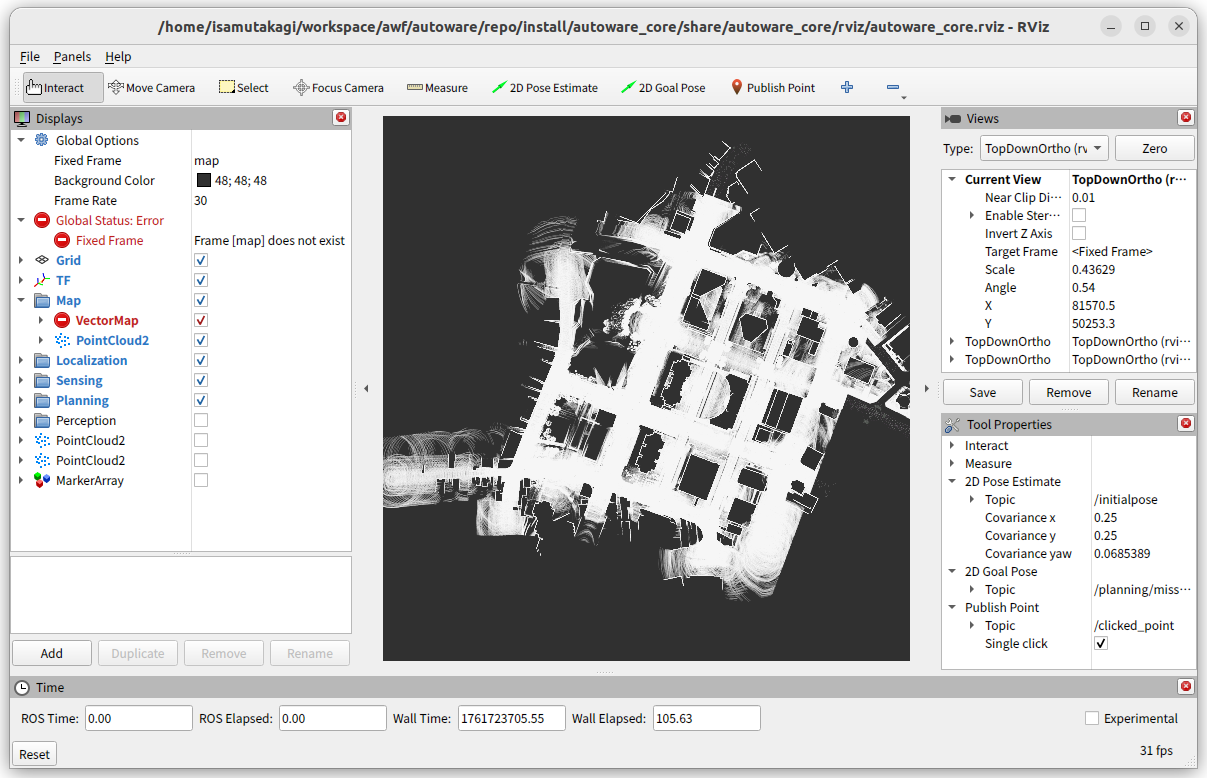 /home/isamutakagi/workspace/awf/autoware/repo/install/autoware_core/share/autoware_core/rviz/autoware_core.rviz - RViz
File Panels Help
Interact Move Camera Select Focus Camera Measure 2D Pose Estimate 2D Goal Pose Publish Point
Displays
Global Options
Fixed Frame map
Background Color 48; 48; 48
Frame Rate 30
Global Status: Error
Fixed Frame Frame [map] does not exist
Grid
TF
Map
VectorMap
PointCloud2
Localization
Sensing
Planning
Perception
PointCloud2
PointCloud2
MarkerArray
Add Duplicate Remove Rename
Views
Type: TopDownOrtho (rv Zero
Current View TopDownOrtho (r···
Near Clip Di··· 0.01
Enable Ster···
Invert Z Axis
Target Frame <Fixed Frame>
Scale 0.43629
Angle 0.54
X 81570.5
Y 50253.3
TopDownOrtho TopDownOrtho (rvi···
TopDownOrtho TopDownOrtho (rvi···
Save Remove Rename
Tool Properties
Interact
Measure
2D Pose Estimate
Topic /initialpose
Covariance x 0.25
Covariance y 0.25
Covariance yaw 0.0685389
2D Goal Pose
Topic /planning/miss···
Publish Point
Topic /clicked_point
Single click
Time
ROS Time: 0.00 ROS Elapsed: 0.00 Wall Time: 1761723705.55 Wall Elapsed: 105.63 Experimental
Reset 31 fps